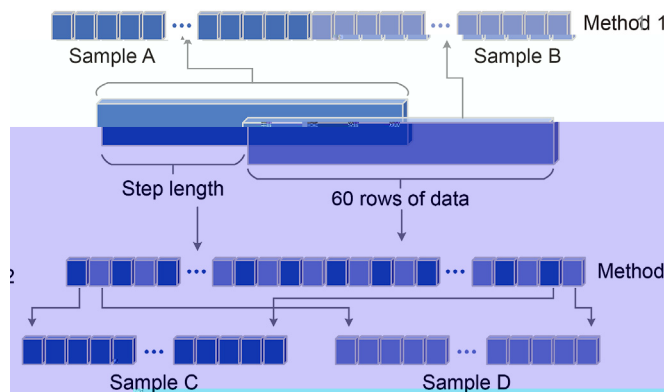 Method 1
Sample A
Sample B
Step length
60 rows of data
Method
Sample C
Sample D